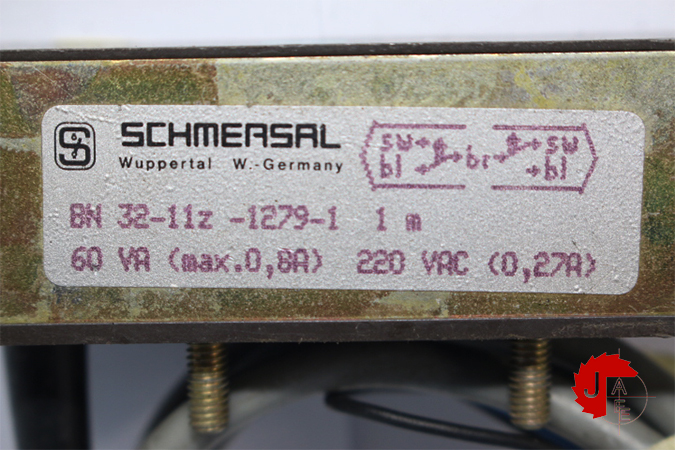 SCHMERSAL
Wuppertal W.-Germany
sw br sw
bl bl
BN 32-11z -1279-1 1 m
60 VA (max.0,8A) 220 VAC (0,27A)
J
A
T
E